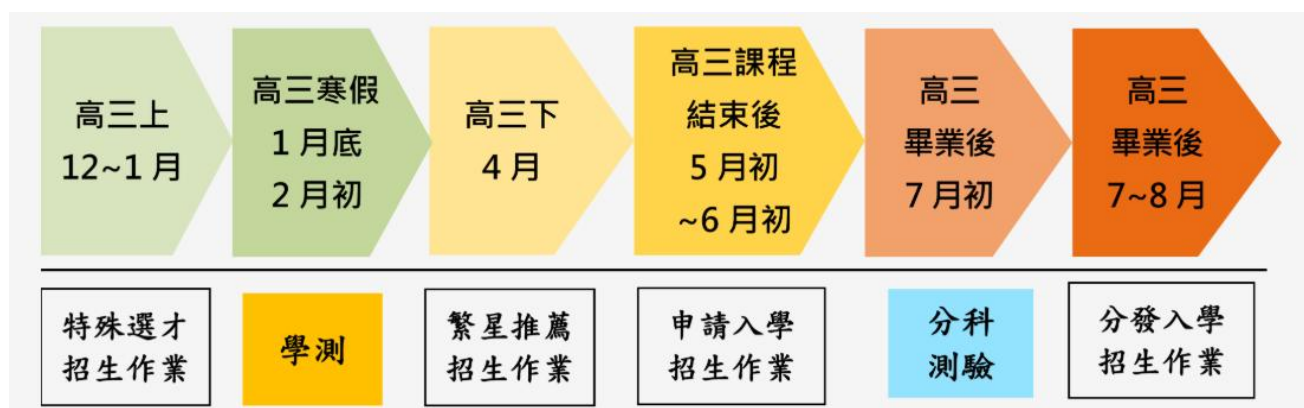 高三上
12~1 月
高三寒假
1 月底
2 月初
高三下
4 月
高三課程
結束後
5 月初
~6 月初
高三
畢業後
7 月初
高三
畢業後
7~8 月
特殊選才
招生作業
學測
繁星推薦
招生作業
申請入學
招生作業
分科
測驗
分發入學
招生作業